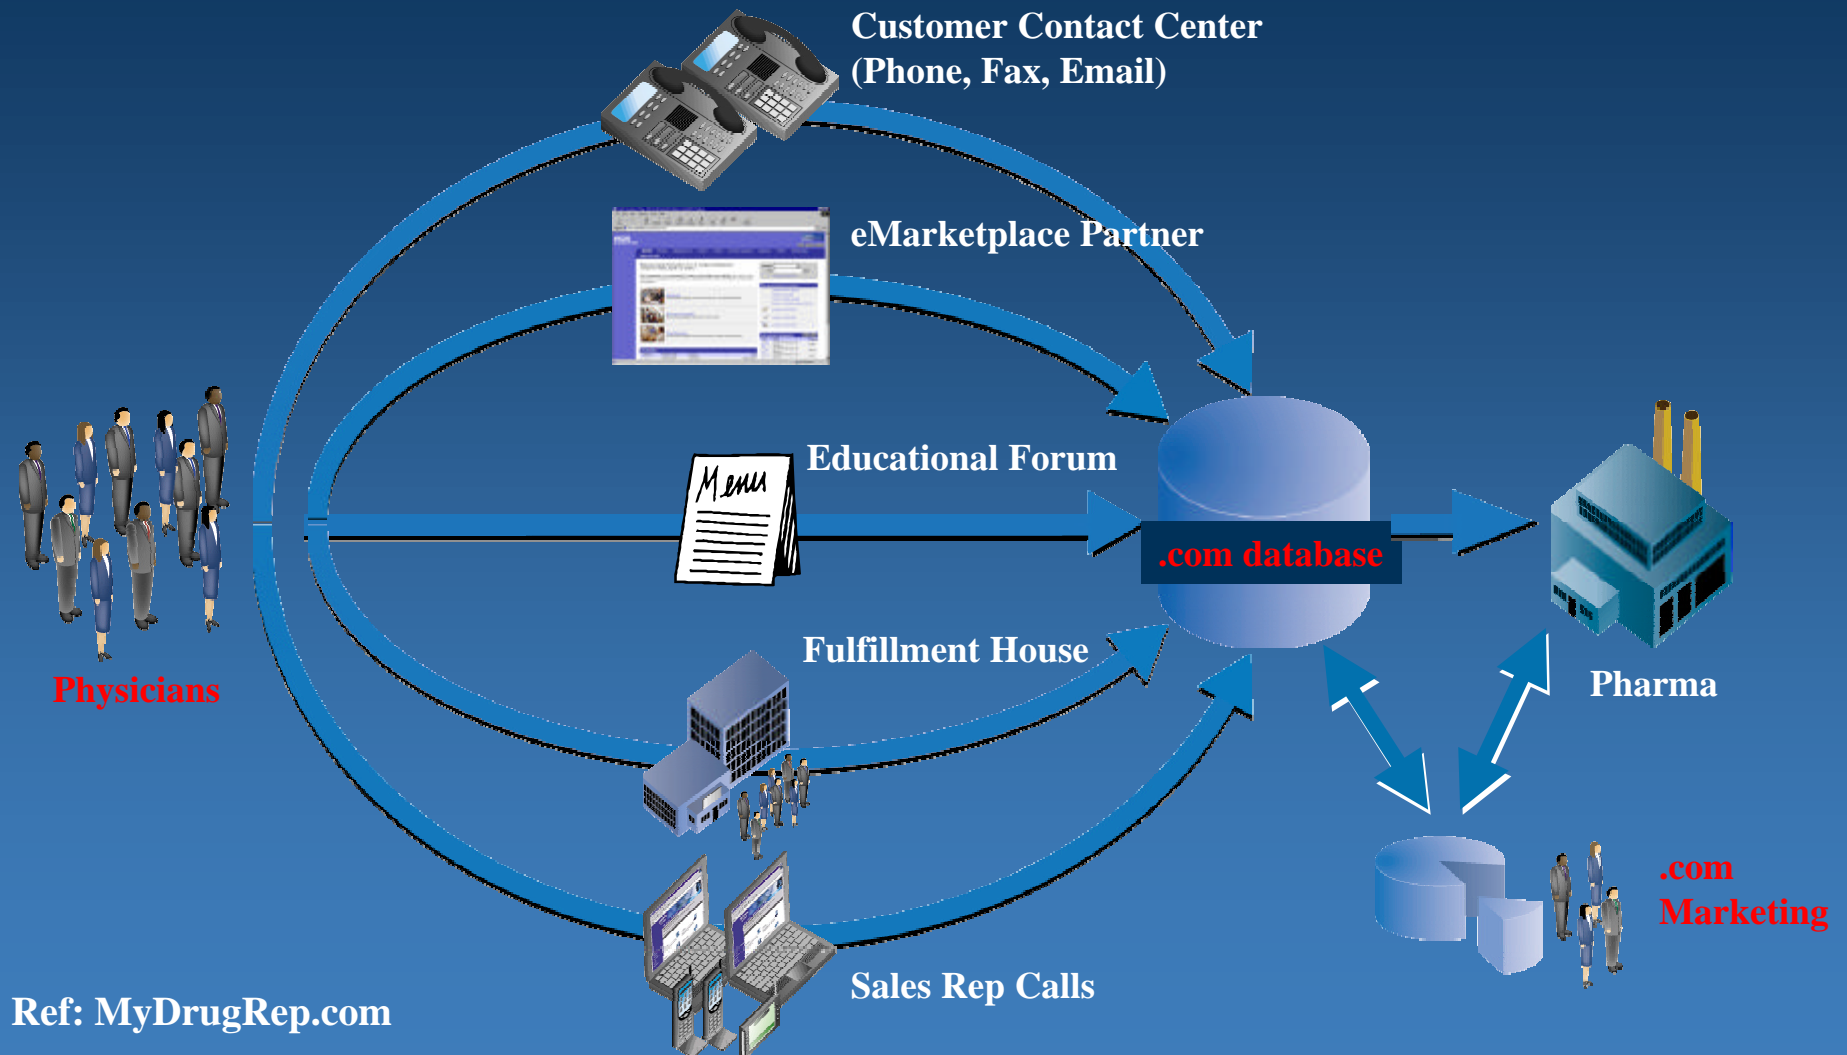 Customer Contact Center
(Phone, Fax, Email)
eMarketplace Partner
Educational Forum
Menu
.com database
Fulfillment House
Physicians
Pharma
.com
Marketing
Sales Rep Calls
Ref: MyDrugRep.com